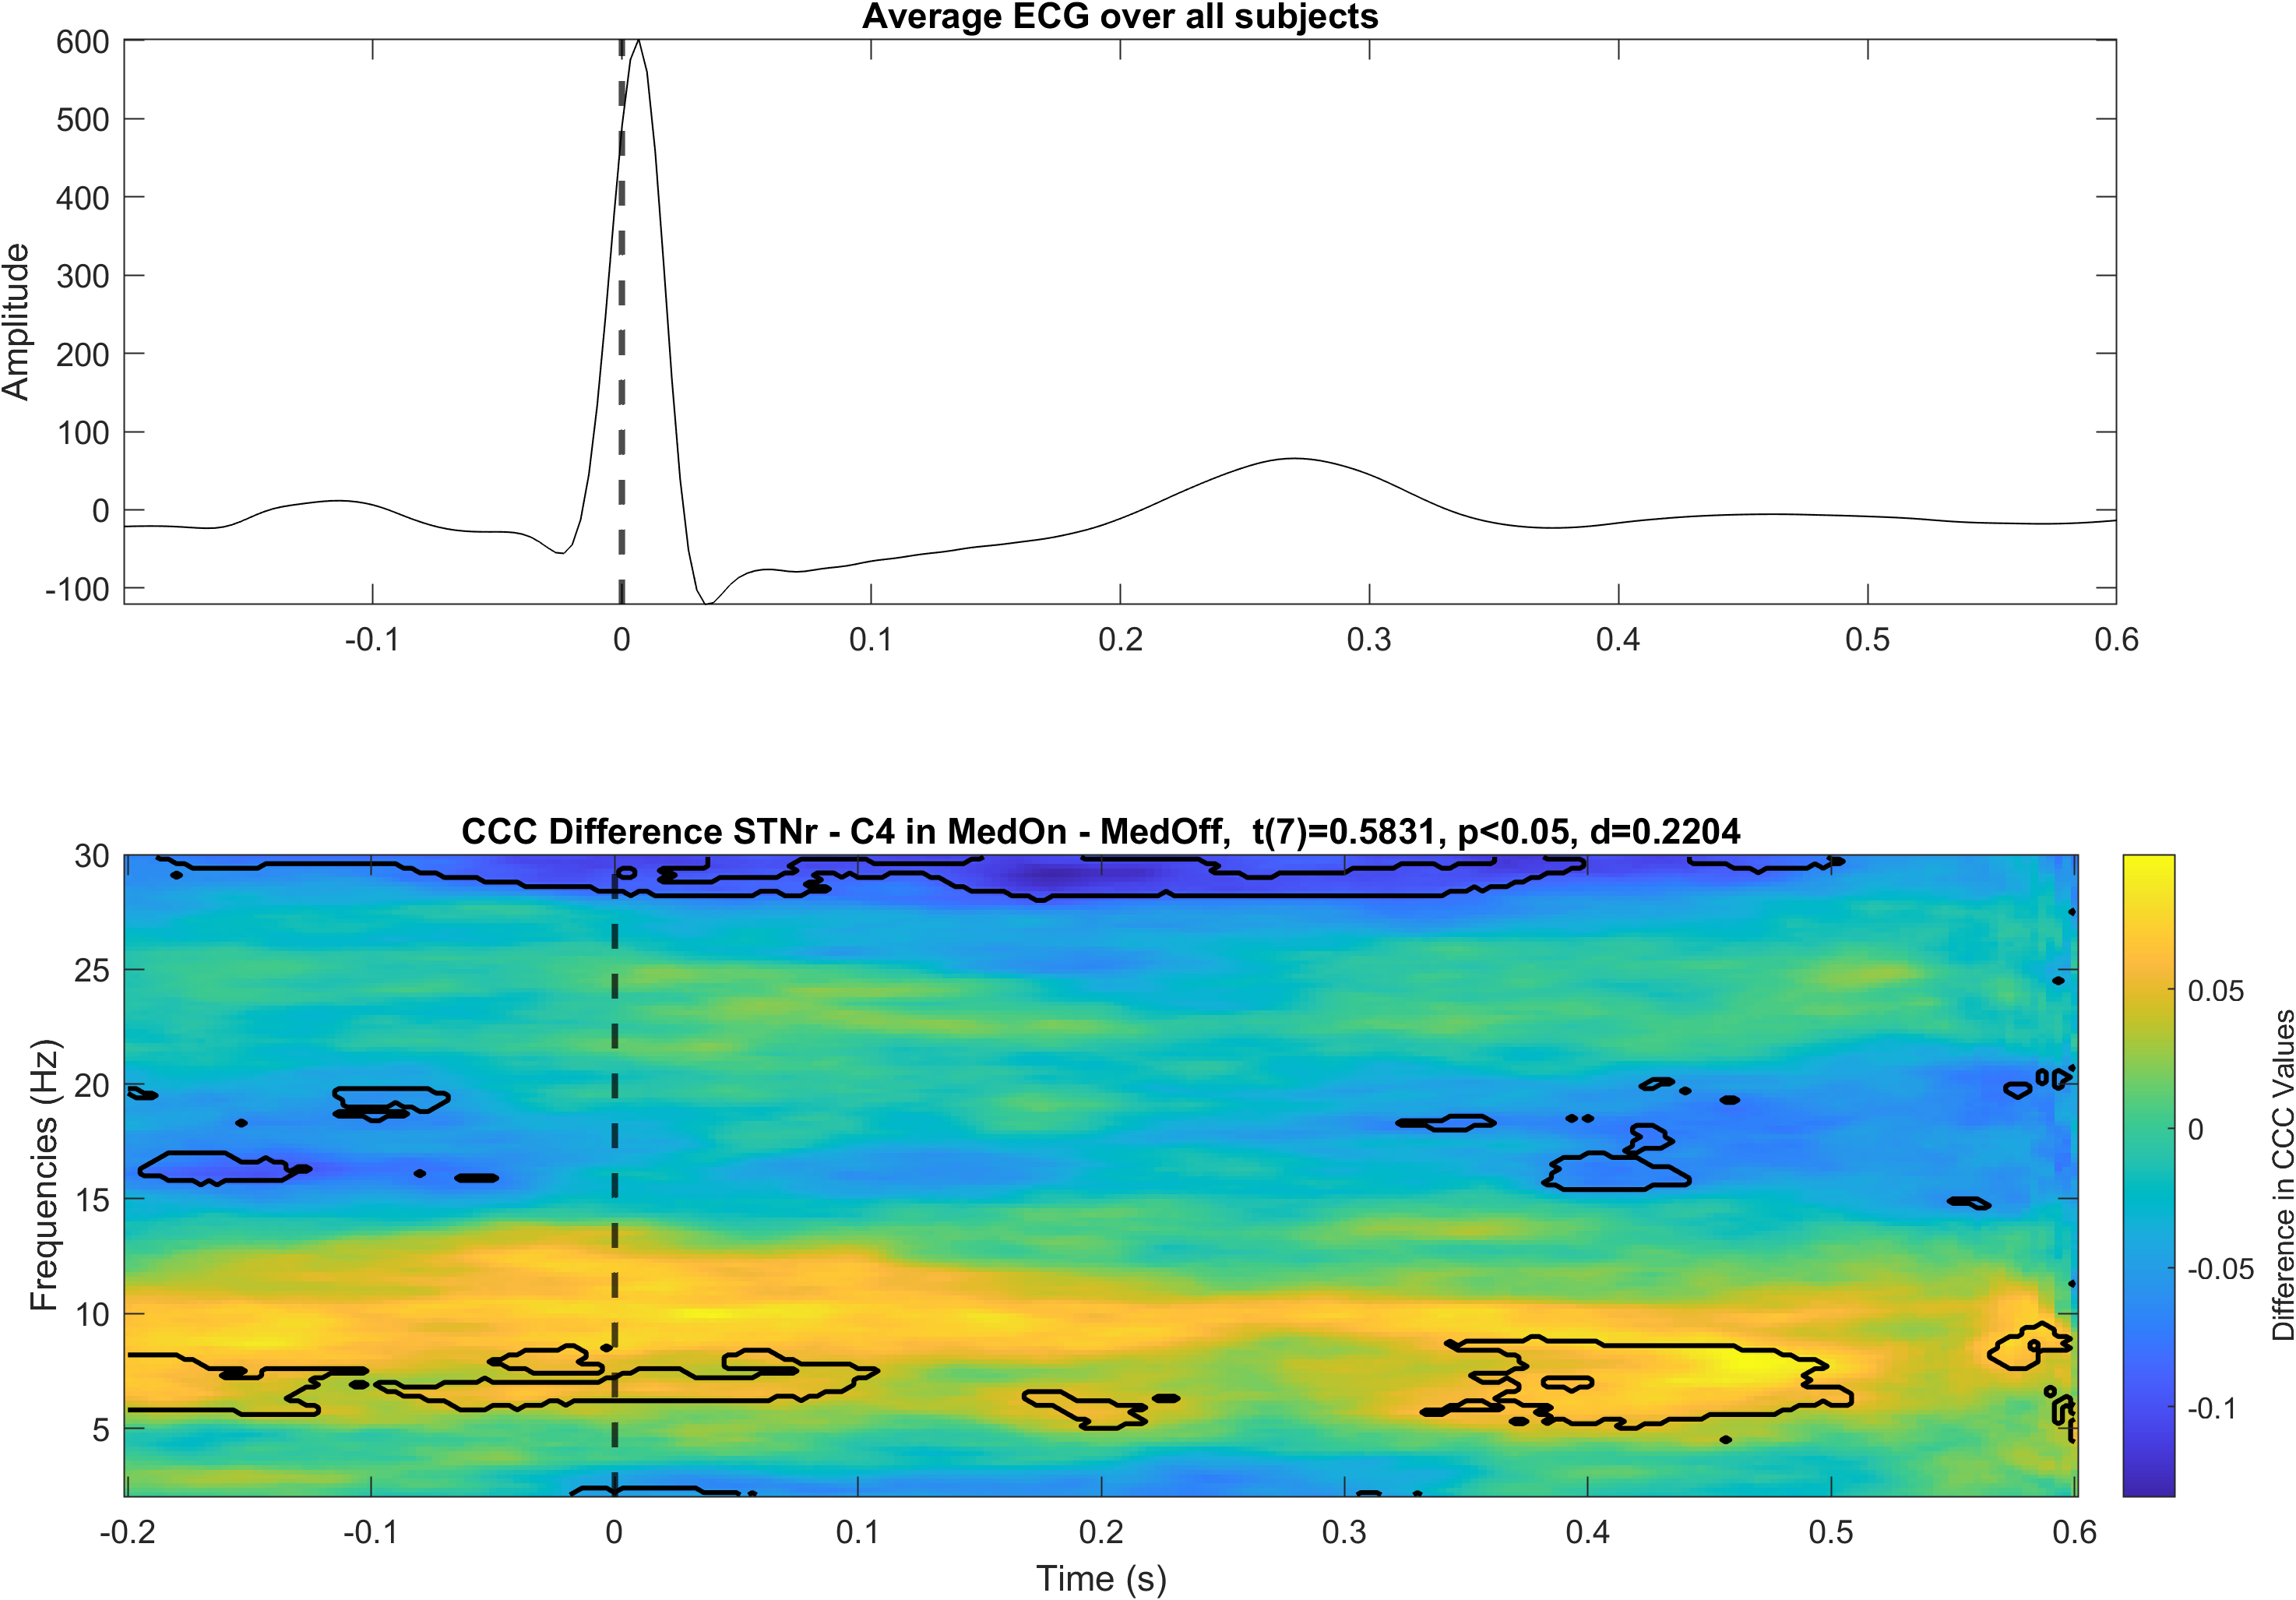 Average ECG over all subjects
600
500
400
300
200
100
0
-100
Amplitude
-0.1 0 0.1 0.2 0.3 0.4 0.5 0.6
CCC Difference STNr - C4 in MedOn - MedOff, t(7)=0.5831, p<0.05, d=0.2204
30
25
20
15
10
5
Frequencies (Hz)
-0.2 -0.1 0 0.1 0.2 0.3 0.4 0.5 0.6
Time (s)
0.05
0
-0.05
-0.1
Difference in CCC Values